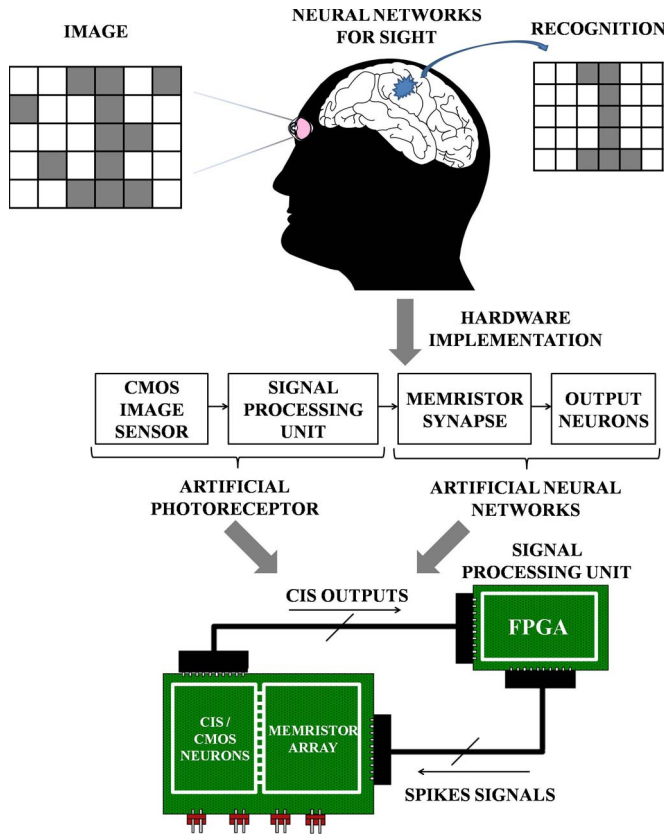 IMAGE
NEURAL NETWORKS
FOR SIGHT
RECOGNITION
HARDWARE
IMPLEMENTATION
CMOS
IMAGE
SENSOR
SIGNAL
PROCESSING
UNIT
MEMRISTOR
SYNAPSE
OUTPUT
NEURONS
ARTIFICIAL
PHOTORECEPTOR
ARTIFICIAL NEURAL
NETWORKS
SIGNAL
PROCESSING UNIT
CIS OUTPUTS
FPGA
CIS /
CMOS
NEURONS
MEMRISTOR
ARRAY
SPIKES SIGNALS